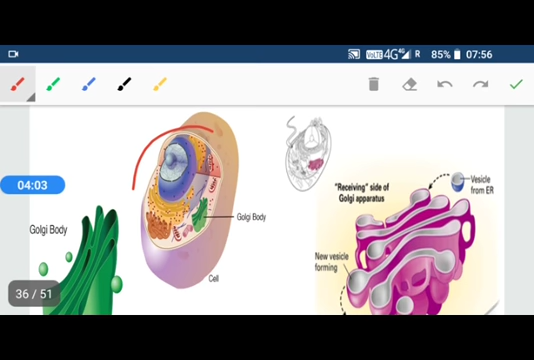 VoLTE 4G 4G R 85% 07:56
04:03
Golgi Body
36 / 51
Golgi Body
Cell
"Receiving" side of
Golgi apparatus
Vesicle
from ER
New vesicle
forming